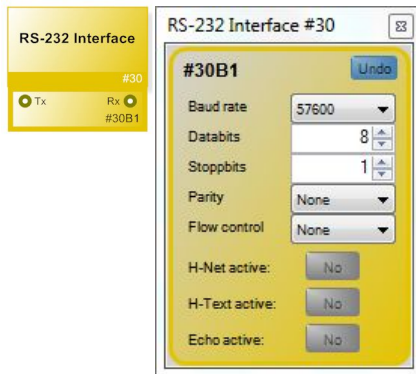 RS-232 Interface
#30
Tx Rx
#30B1
RS-232 Interface #30
#30B1 Undo
Baud rate 57600
Databits 8
Stoppbits 1
Parity None
Flow control None
H-Net active: No
H-Text active: No
Echo active: No